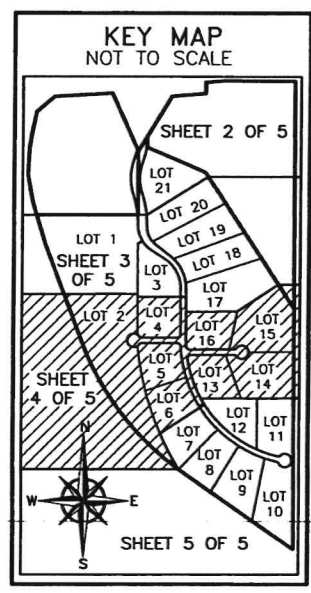 KEY MAP
NOT TO SCALE
SHEET 2 OF 5
LOT
21
LOT 20
LOT 19
LOT 18
LOT 1
SHEET 3
OF 5
LOT
3
LOT
17
LOT 2
LOT
4
LOT
16
LOT
15
LOT
5
LOT
13
LOT
14
SHEET
4 OF 5
LOT
6
LOT
12
LOT
11
LOT
7
LOT
8
LOT
9
LOT
10
N
W
E
S
SHEET 5 OF 5